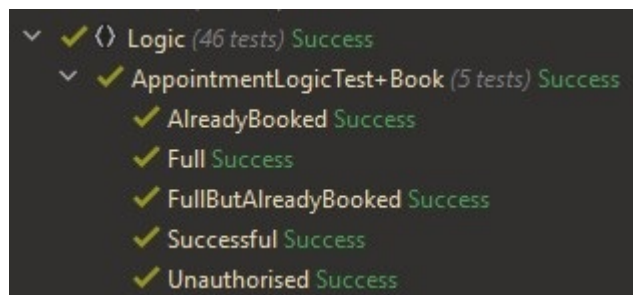 Logic (46 tests) Success
AppointmentLogicTest+Book (5 tests) Success
AlreadyBooked Success
Full Success
FullButAlreadyBooked Success
Successful Success
Unauthorised Success